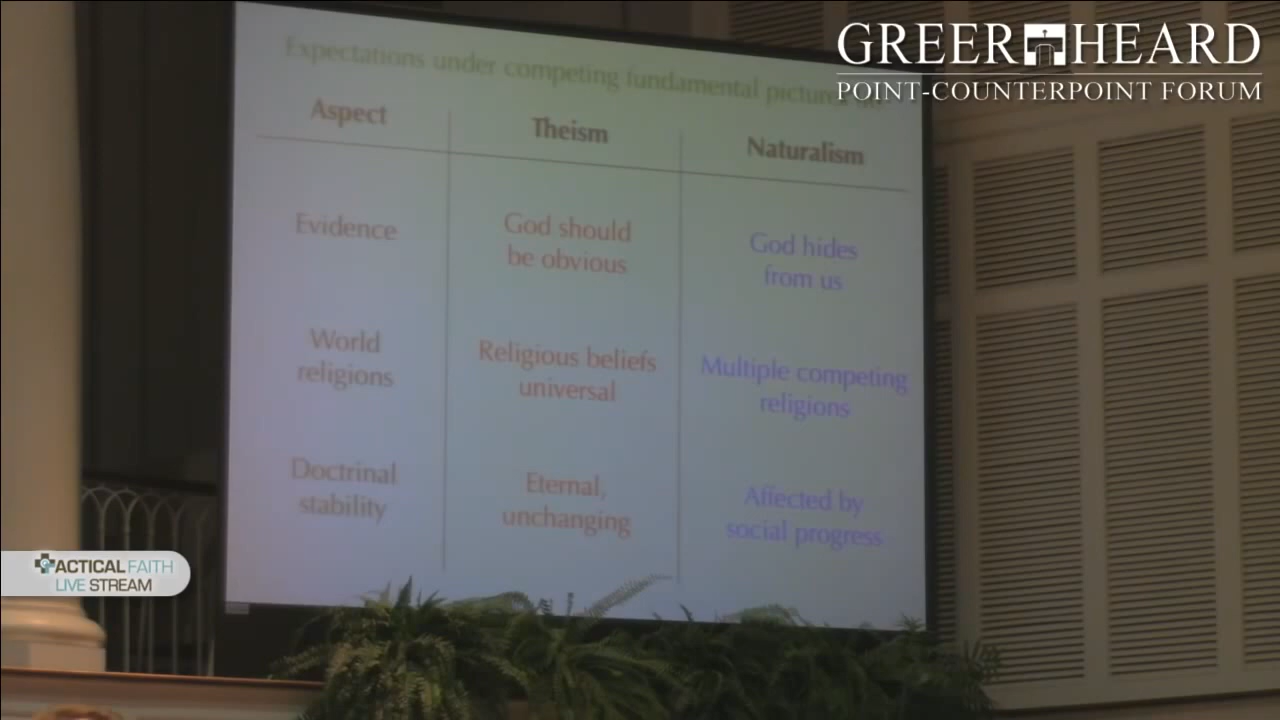 GREER HEARD
POINT-COUNTERPOINT FORUM
Expectations under competing fundamental
Aspect
Theism
Naturalism
Evidence
God should
be obvious
God hides
from us
World
religions
Religious beliefs
universal
Multiple competing
religions
Doctrinal
stability
Eternal,
unchanging
Affected by
social progress
TACTICAL FAITH
LIVE STREAM